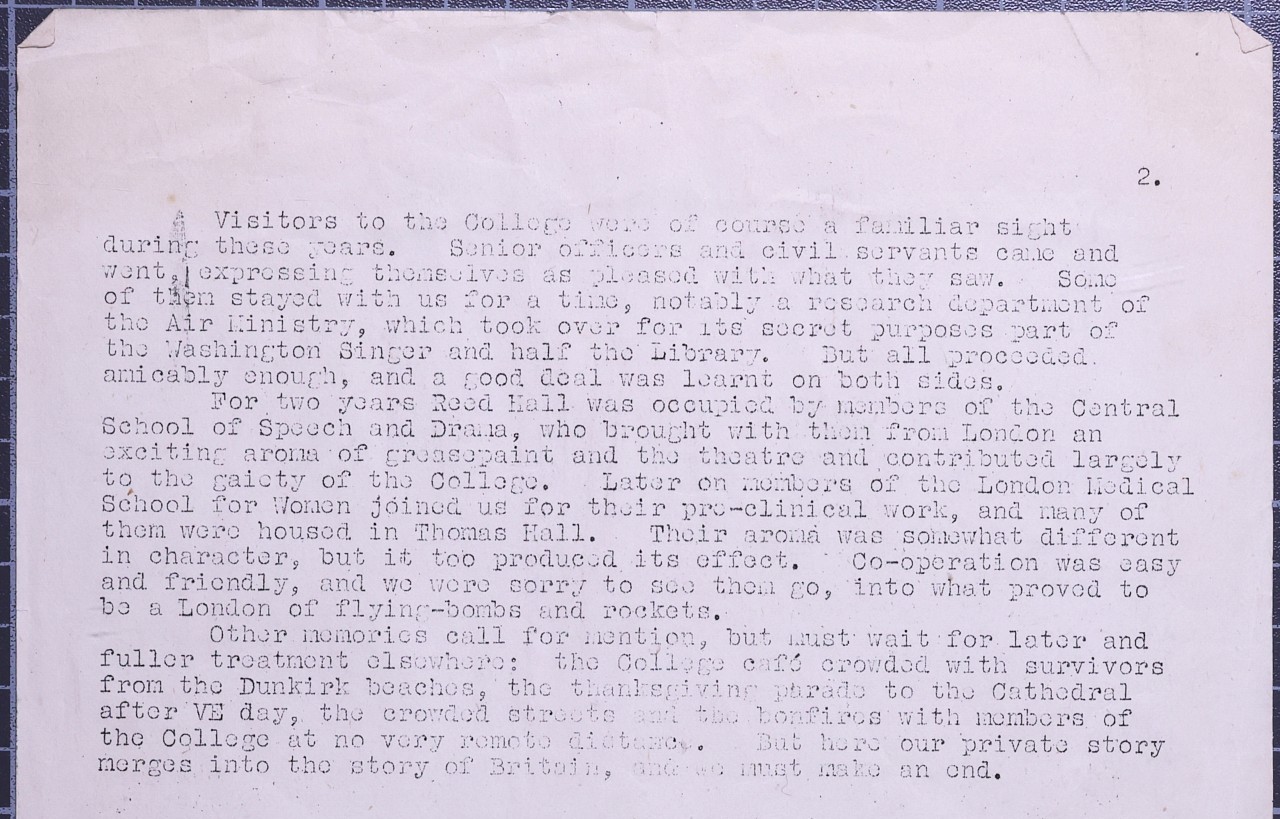 2.
Visitors to the College were of course a familiar sight
during these years. Senior officers and civil servants came and
went, expressing themselves as pleased with what they saw. Some
of them stayed with us for a time, notably a research department of
the Air Ministry, which took over for its secret purposes part of
the Washington Singer and half the Library. But all proceeded
amicably enough, and a good deal was learnt on both sides.
For two years Reed Hall was occupied by members of the Central
School of Speech and Drama, who brought with them from London an
exciting aroma of greasepaint and the theatre and contributed largely
to the gaiety of the College. Later on members of the London Medical
School for Women joined us for their pre-clinical work, and many of
them were housed in Thomas Hall. Their aroma was somewhat different
in character, but it too produced its effect. Co-operation was easy
and friendly, and we were sorry to see them go, into what proved to
be a London of flying-bombs and rockets.
Other memories call for mention, but must wait for later and
fuller treatment elsewhere: the College café crowded with survivors
from the Dunkirk beaches, the thanksgiving parade to the Cathedral
after VE day, the crowded streets and the bonfires with members of
the College at no very remote distance. But here our private story
merges into the story of Britain, and we must make an end.